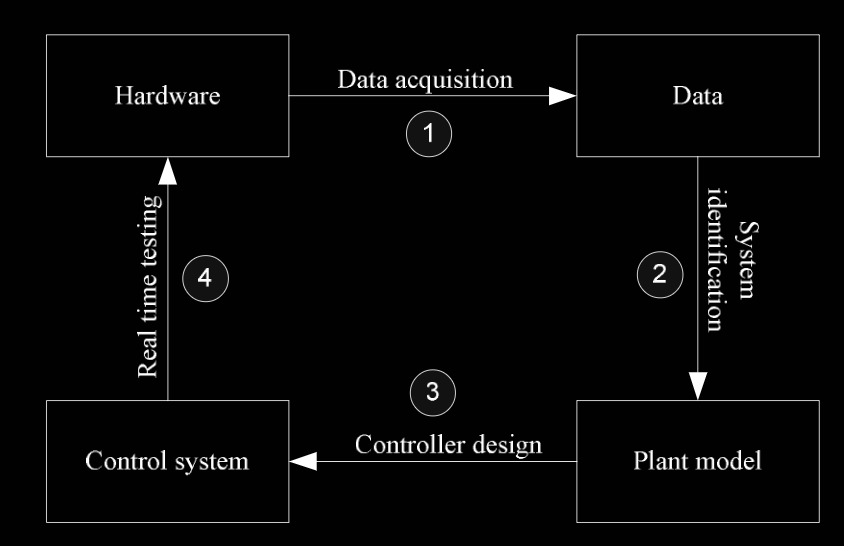 Hardware
Data acquisition
1
Data
System
identification
2
Plant model
3
Controller design
Control system
Real time testing
4